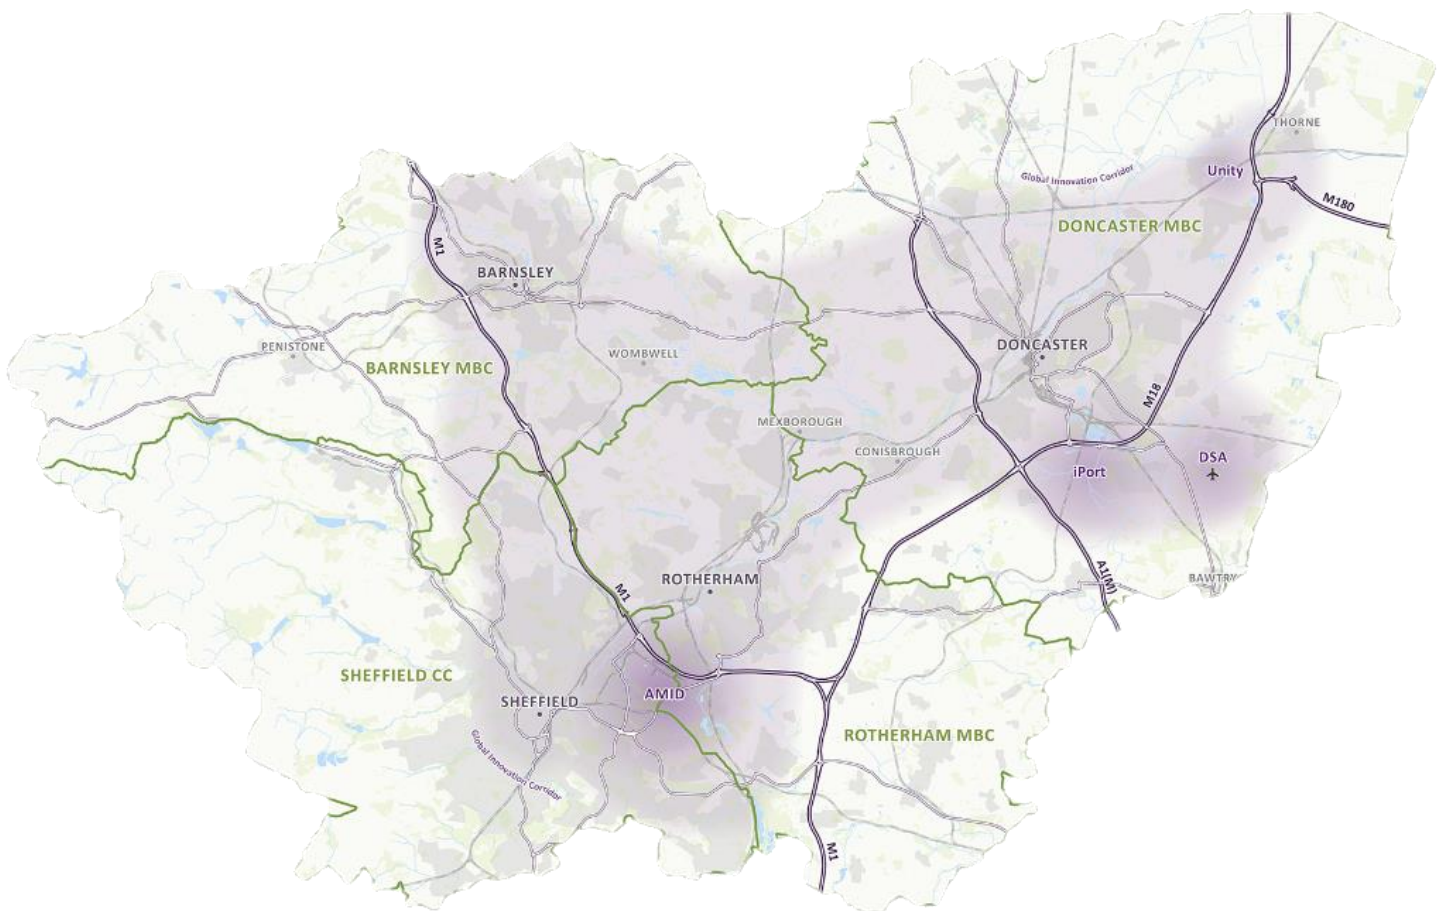 THORNE
Unity
Global Innovation Corridor
M180
DONCASTER MBC
M1
BARNSLEY
DONCASTER
PENISTONE
WOMBWELL
BARNSLEY MBC
M18
MEXBOROUGH
CONISBROUGH
DSA
iPort
ROTHERHAM
A1(M)
BAWTRY
M1
SHEFFIELD CC
AMID
SHEFFIELD
ROTHERHAM MBC
Global Innovation Corridor
M1